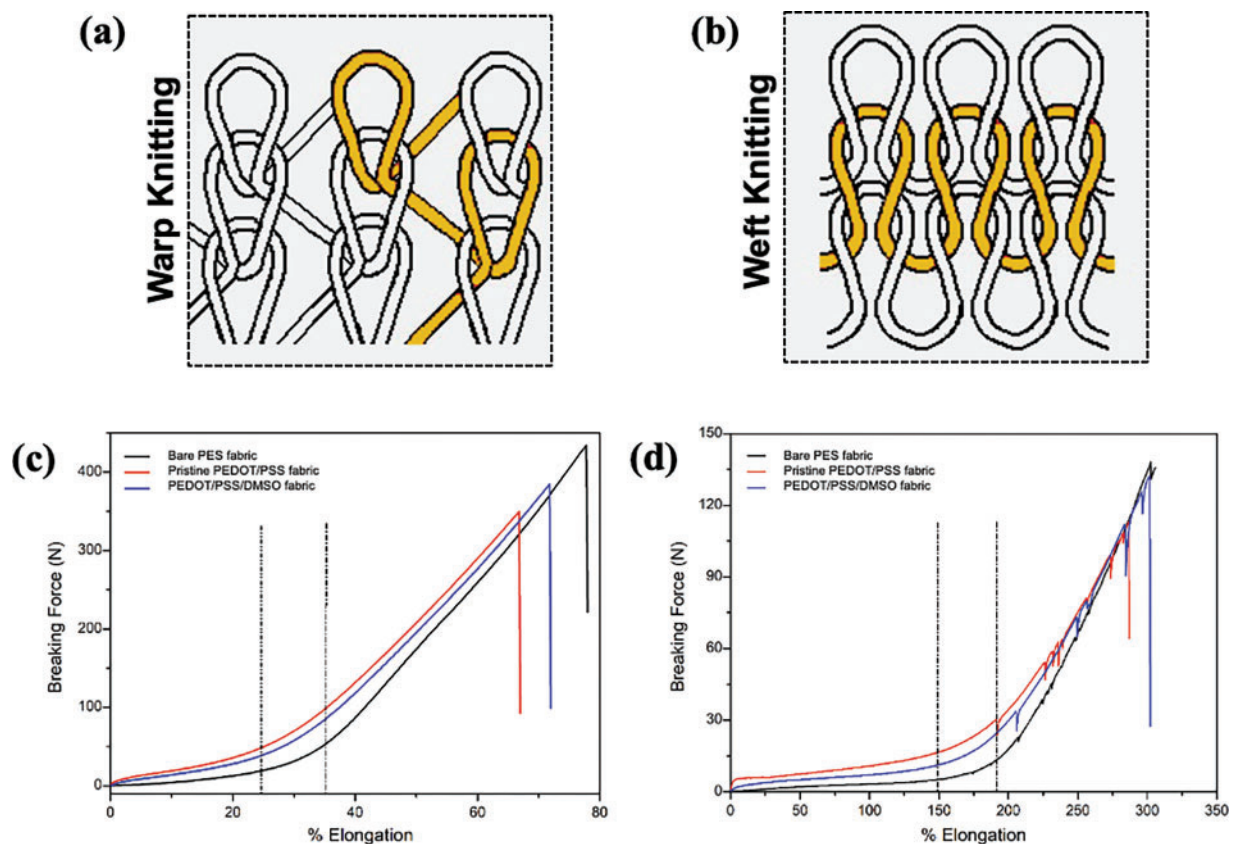 (a)
Warp Knitting
(b)
Weft Knitting
(c)
Bare PES fabric
Pristine PEDOT/PSS fabric
PEDOT/PSS/DMSO fabric
Breaking Force (N)
400
300
200
100
0
0 20 40 60 80
% Elongation
(d)
Bare PES fabric
Pristine PEDOT/PSS fabric
PEDOT/PSS/DMSO fabric
Breaking Force (N)
150
120
90
60
30
0
0 50 100 150 200 250 300 350
% Elongation